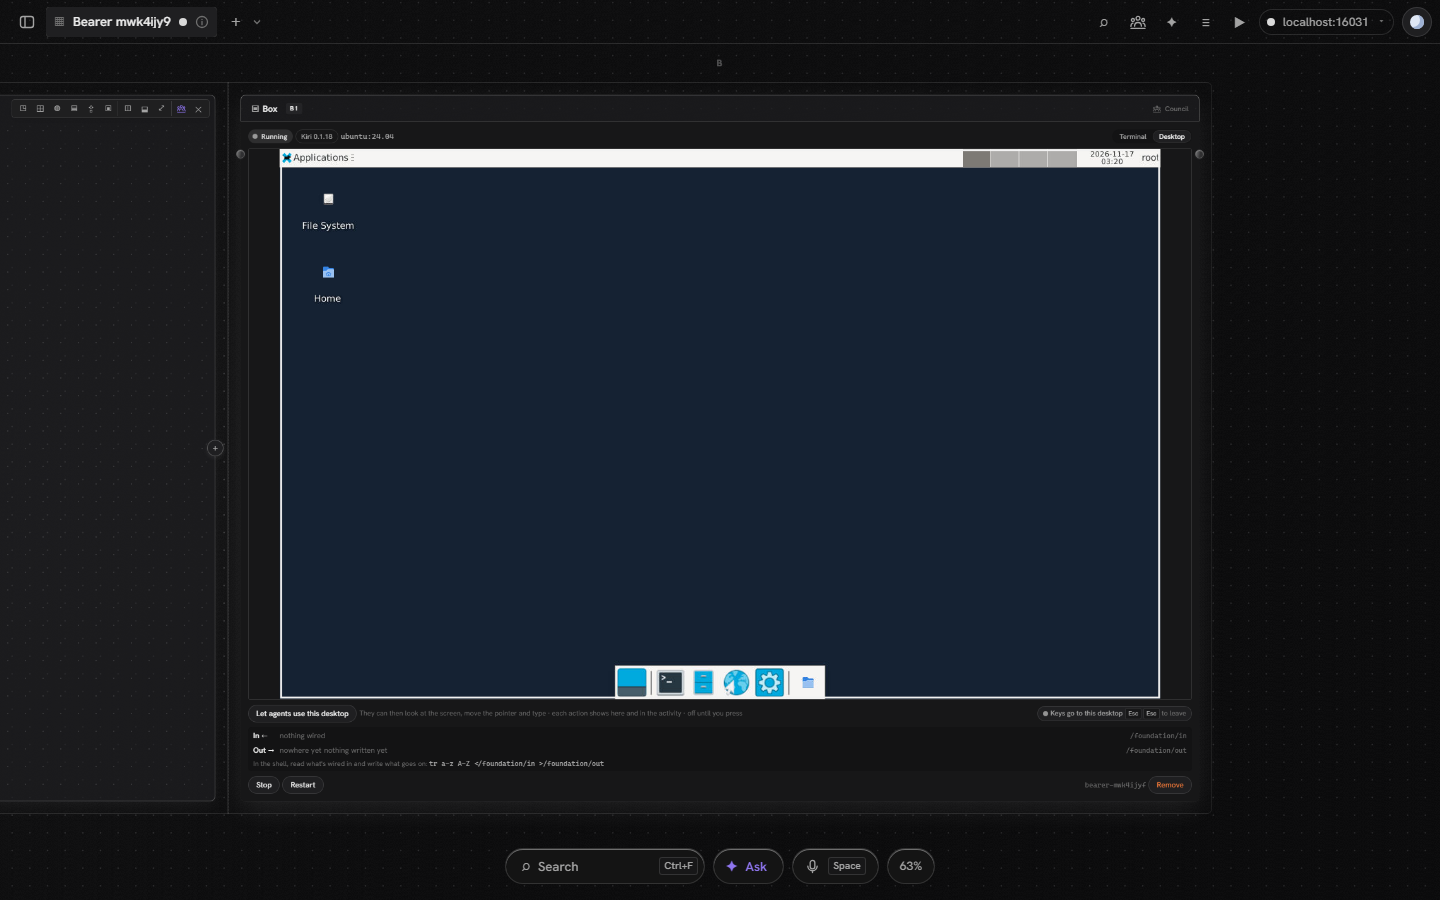 Bearer mwk4ijy9
localhost:16031
B
Box B1
Council
Running Kiri 0.1.18 ubuntu:24.04
Terminal Desktop
Applications
2026-11-17
03:20
root
File System
Home
Let agents use this desktop They can then look at the screen, move the pointer and type · each action shows here and in the activity · off until you press
Keys go to this desktop Esc Esc to leave
In ← nothing wired /foundation/in
Out → nowhere yet nothing written yet /foundation/out
In the shell, read what's wired in and write what goes on: tr a-z A-Z </foundation/in >/foundation/out
Stop Restart
bearer-mwk4ijyf Remove
Search Ctrl+F
Ask
Space
63%